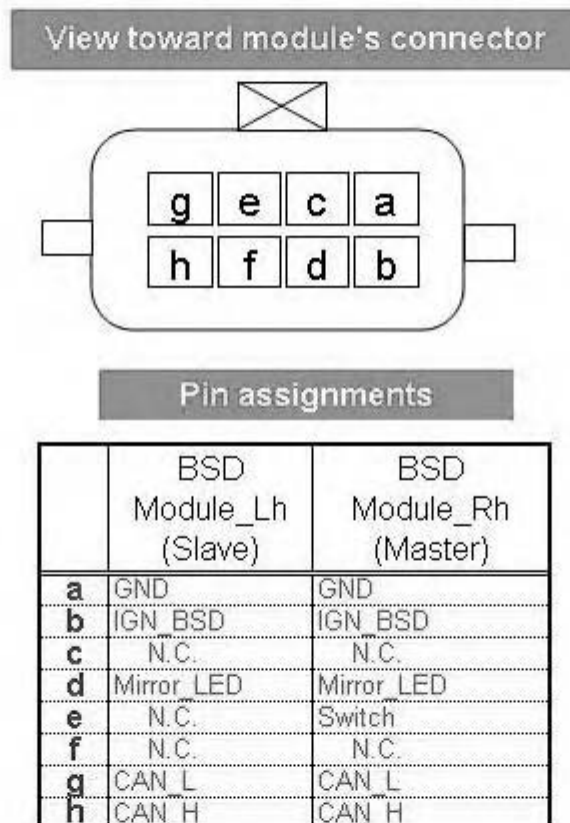 View toward module's connector
g e c a
h f d b
Pin assignments
BSD Module_Lh (Slave) BSD Module_Rh (Master)
a GND GND
b IGN_BSD IGN_BSD
c N.C. N.C.
d Mirror_LED Mirror_LED
e N.C. Switch
f N.C. N.C.
g CAN_L CAN_L
h CAN_H CAN_H